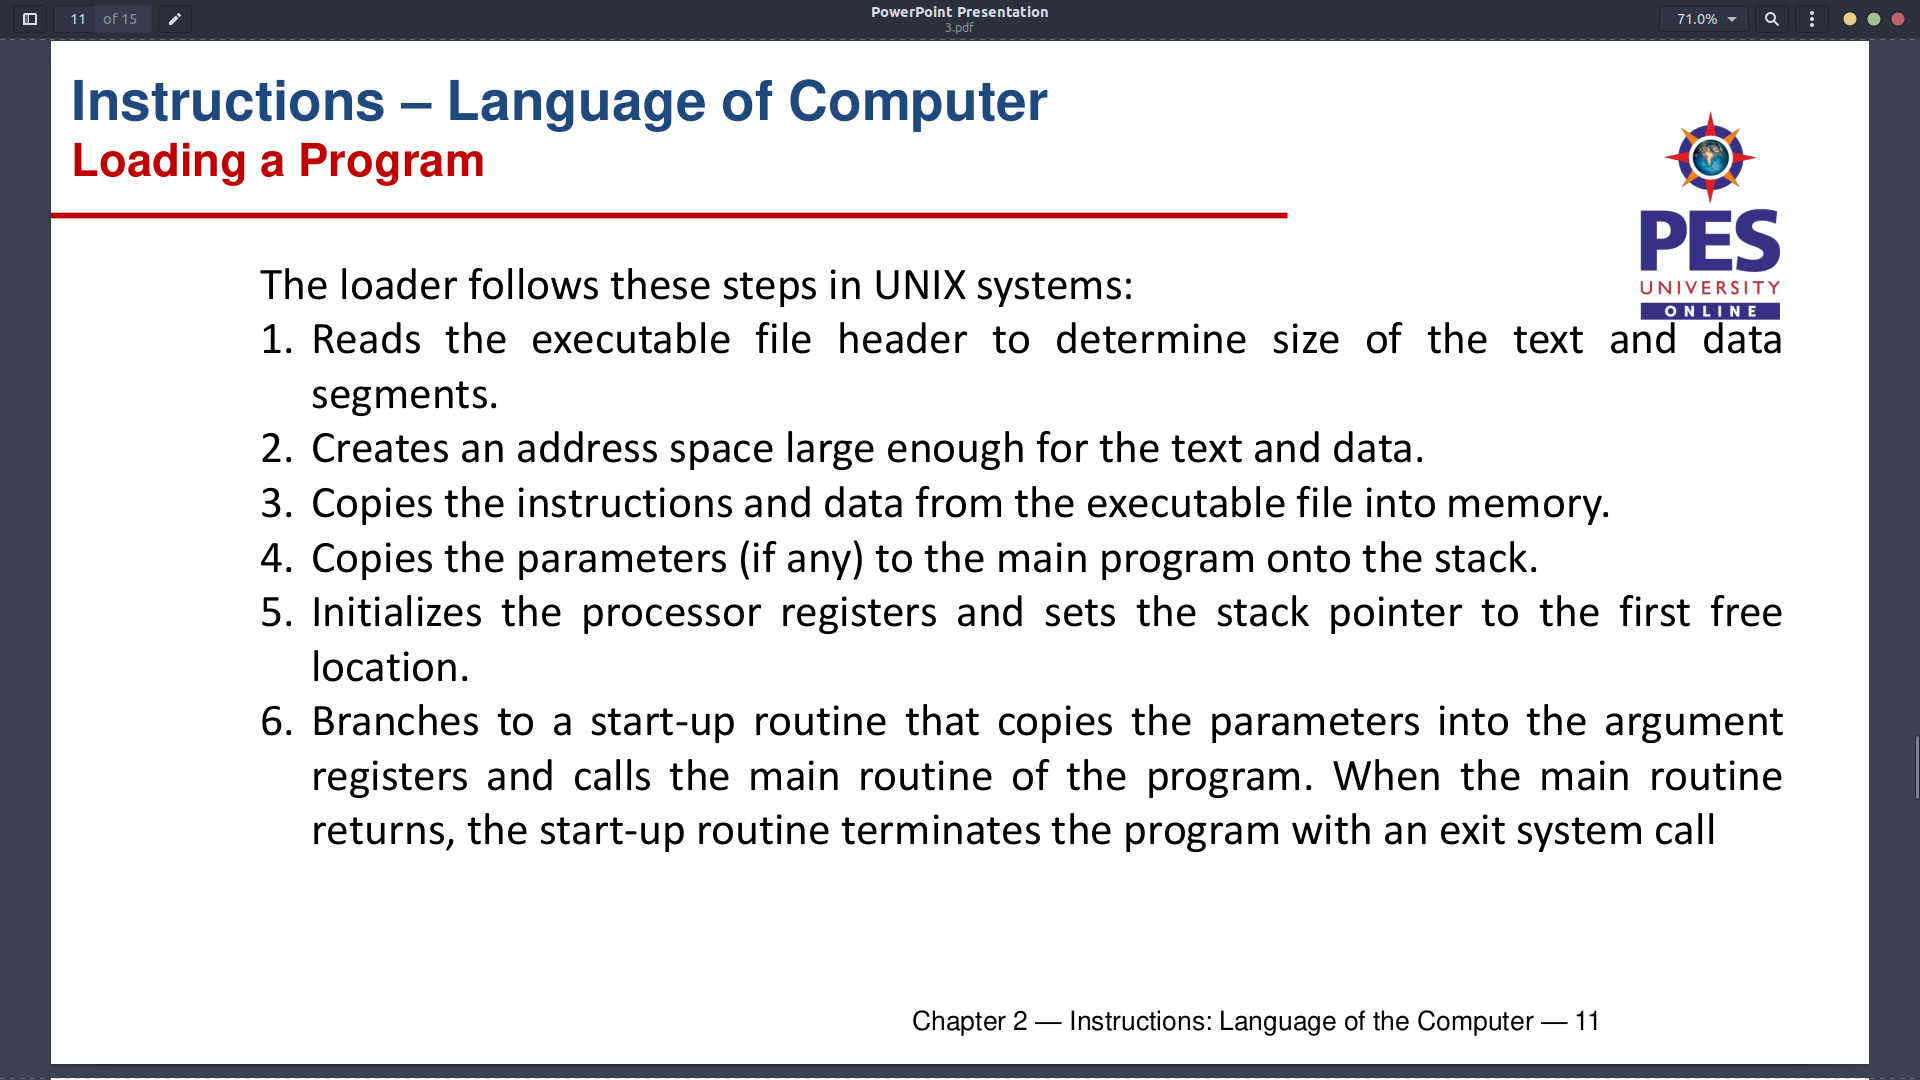 11 of 15
PowerPoint Presentation
3.pdf
71.0%
Instructions – Language of Computer
Loading a Program
PES
UNIVERSITY
ONLINE
The loader follows these steps in UNIX systems:
1. Reads the executable file header to determine size of the text and data
segments.
2. Creates an address space large enough for the text and data.
3. Copies the instructions and data from the executable file into memory.
4. Copies the parameters (if any) to the main program onto the stack.
5. Initializes the processor registers and sets the stack pointer to the first free
location.
6. Branches to a start-up routine that copies the parameters into the argument
registers and calls the main routine of the program. When the main routine
returns, the start-up routine terminates the program with an exit system call
Chapter 2 — Instructions: Language of the Computer — 11